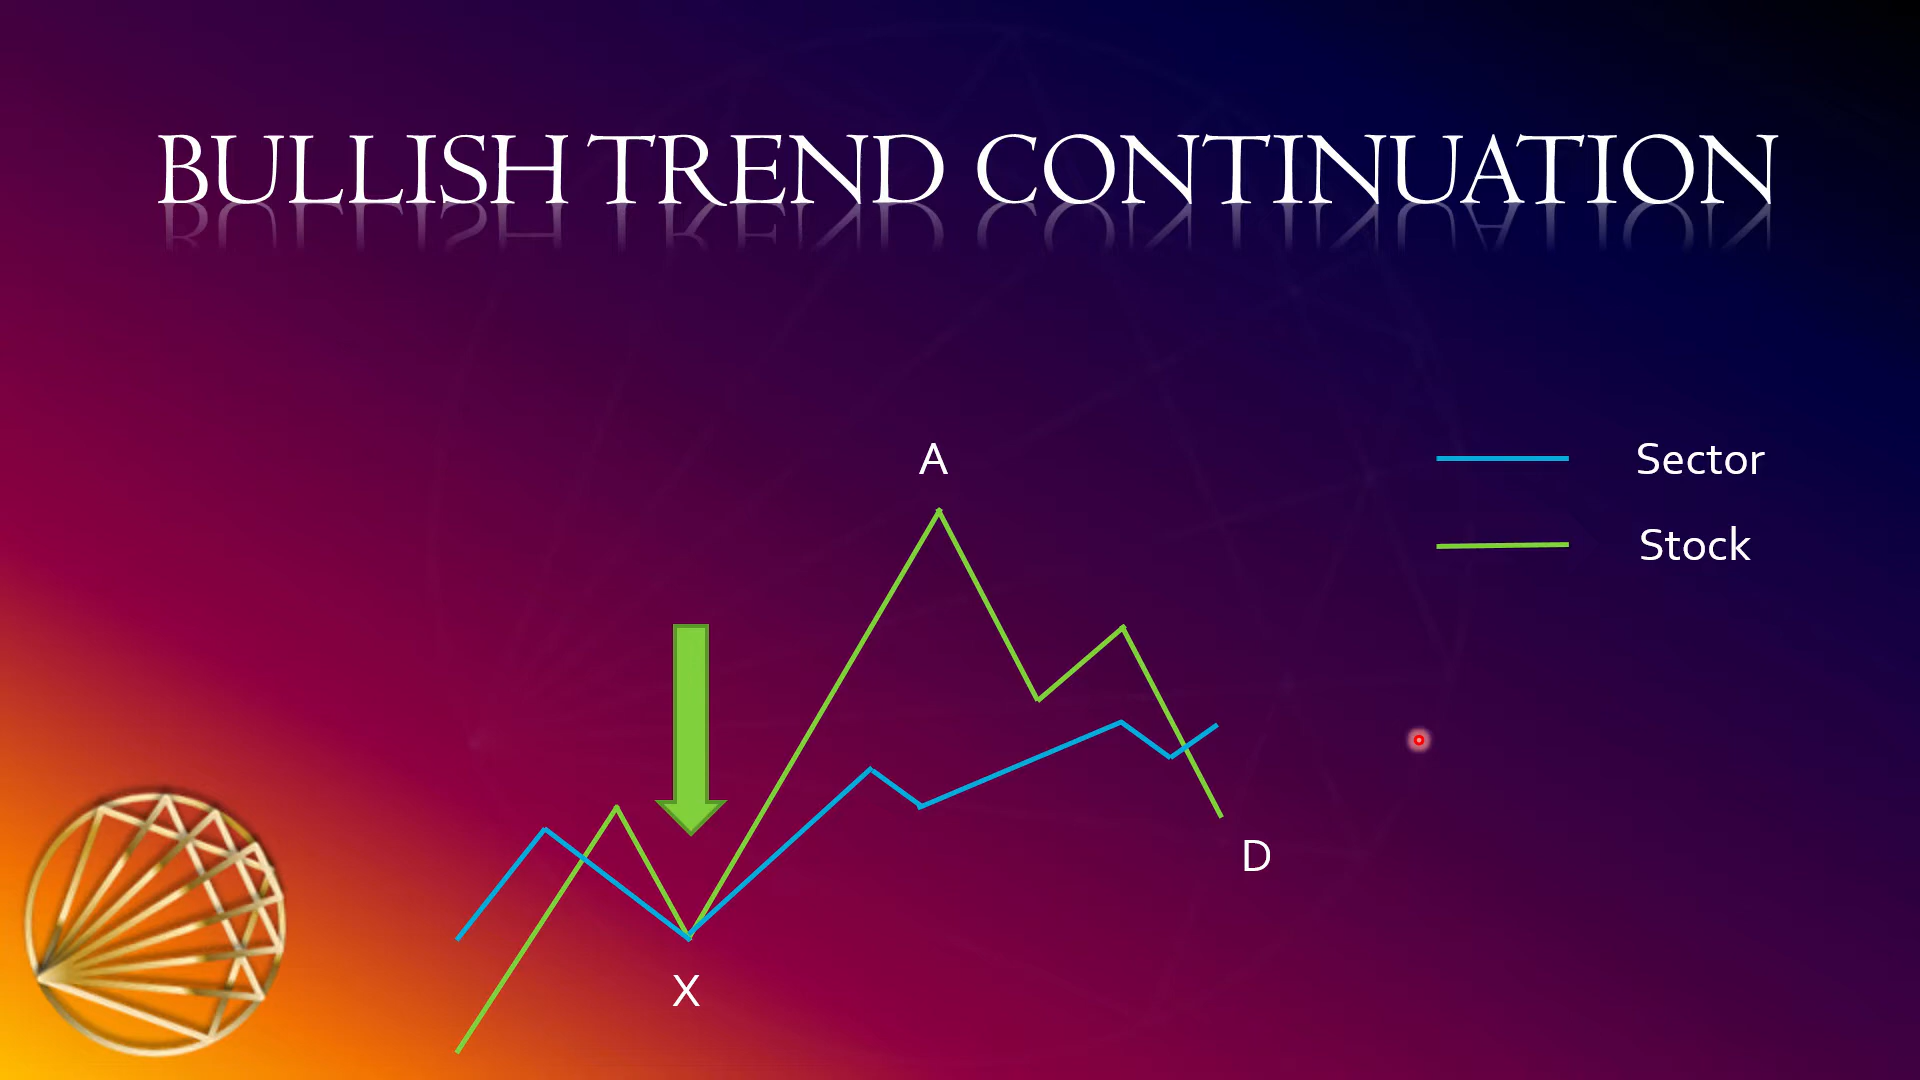 BULLISH TREND CONTINUATION
A
Sector
Stock
D
X